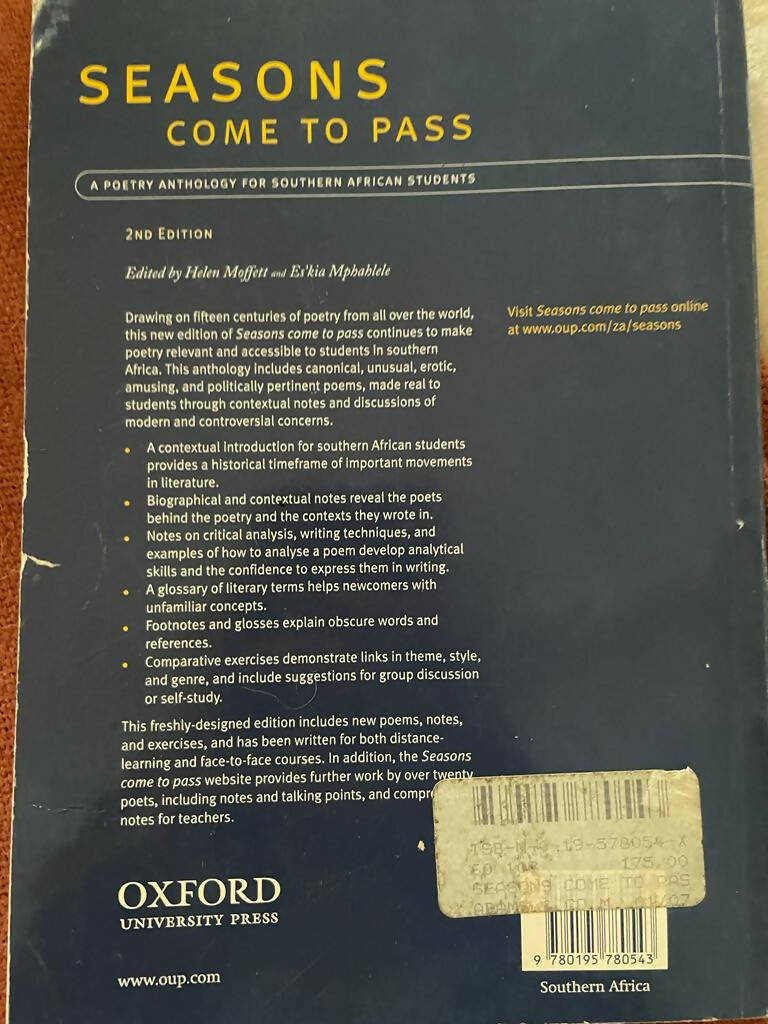 SEASONS
COME TO PASS
A POETRY ANTHOLOGY FOR SOUTHERN AFRICAN STUDENTS
2ND EDITION
Edited by Helen Moffett and Es'kia Mphahlele
Drawing on fifteen centuries of poetry from all over the world,
this new edition of Seasons come to pass continues to make
poetry relevant and accessible to students in southern
Africa. This anthology includes canonical, unusual, erotic,
amusing, and politically pertinent poems, made real to
students through contextual notes and discussions of
modern and controversial concerns.
• A contextual introduction for southern African students
provides a historical timeframe of important movements
in literature.
• Biographical and contextual notes reveal the poets
behind the poetry and the contexts they wrote in.
• Notes on critical analysis, writing techniques, and
examples of how to analyse a poem develop analytical
skills and the confidence to express them in writing.
• A glossary of literary terms helps newcomers with
unfamiliar concepts.
• Footnotes and glosses explain obscure words and
references.
• Comparative exercises demonstrate links in theme, style,
and genre, and include suggestions for group discussion
or self-study.
This freshly-designed edition includes new poems, notes,
and exercises, and has been written for both distance-
learning and face-to-face courses. In addition, the Seasons
come to pass website provides further work by over twenty
poets, including notes and talking points, and
notes for teachers.
Visit Seasons come to pass online
at www.oup.com/za/seasons
19-578054-X
175.00
SEASONS COME TO PAS
01/07
9 780195 780543
Southern Africa
OXFORD
UNIVERSITY PRESS
www.oup.com